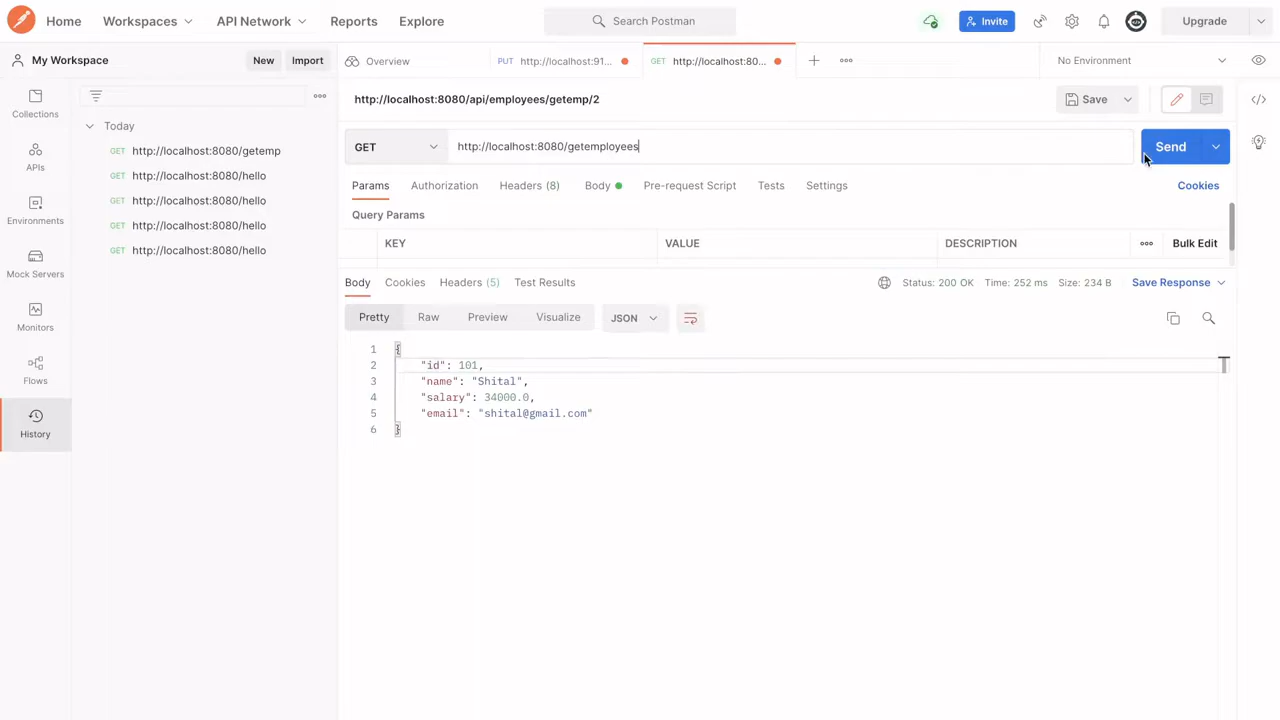 Home Workspaces API Network Reports Explore Search Postman Invite Upgrade
My Workspace New Import Overview PUT http://localhost:91... GET http://localhost:80... No Environment
Collections
APIs
Environments
Mock Servers
Monitors
Flows
History
Today
GET http://localhost:8080/getemp
GET http://localhost:8080/hello
GET http://localhost:8080/hello
GET http://localhost:8080/hello
GET http://localhost:8080/hello
http://localhost:8080/api/employees/getemp/2 Save
GET http://localhost:8080/getemployees Send
Params Authorization Headers (8) Body Pre-request Script Tests Settings Cookies
Query Params
KEY VALUE DESCRIPTION Bulk Edit
Body Cookies Headers (5) Test Results Status: 200 OK Time: 252 ms Size: 234 B Save Response
Pretty Raw Preview Visualize JSON
1 {
2 "id": 101,
3 "name": "Shital",
4 "salary": 34000.0,
5 "email": "shital@gmail.com"
6 }